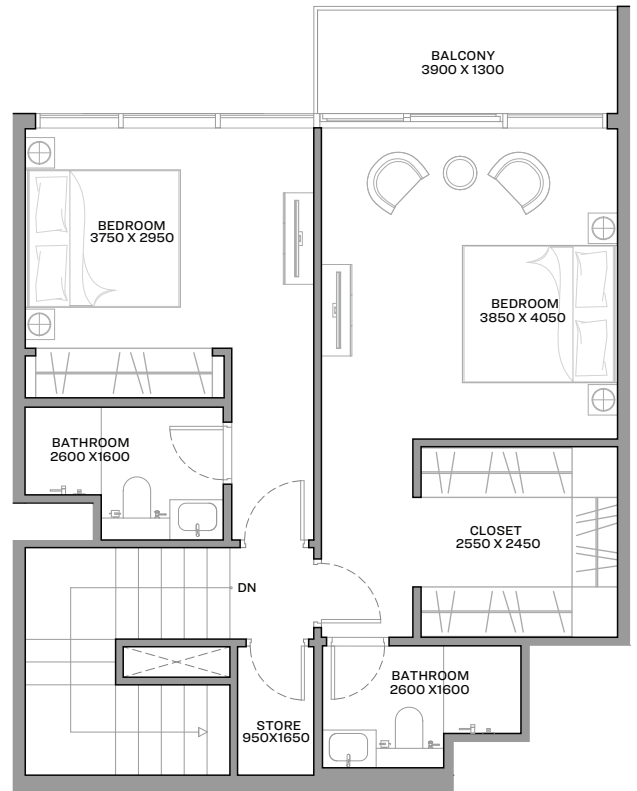 BALCONY
3900 X 1300
BEDROOM
3750 X 2950
BEDROOM
3850 X 4050
BATHROOM
2600 X1600
CLOSET
2550 X 2450
DN
BATHROOM
2600 X1600
STORE
950X1650